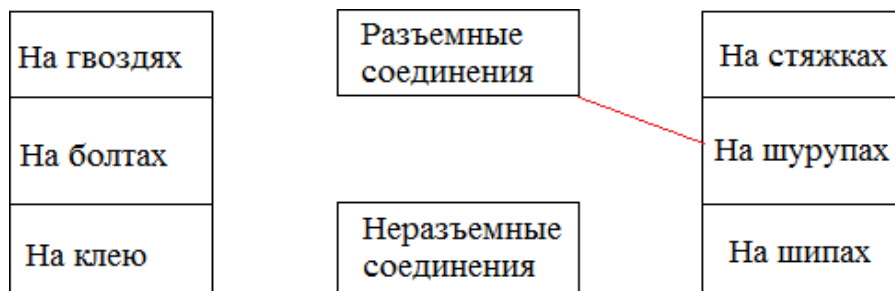 На гвоздях
На болтах
На клею
Разъемные
соединения
Неразъемные
соединения
На стяжках
На шурупах
На шипах